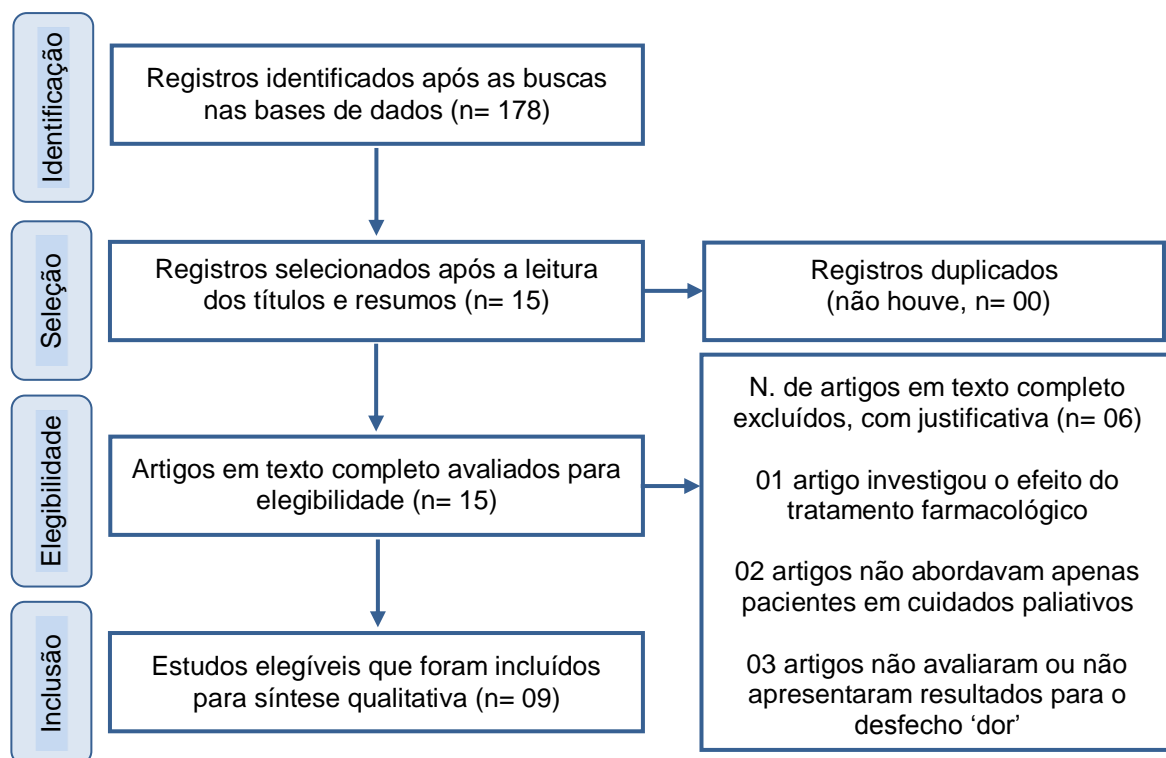 Identificação
Registros identificados após as buscas
nas bases de dados (n= 178)
Seleção
Registros selecionados após a leitura
dos títulos e resumos (n= 15)
Registros duplicados
(não houve, n= 00)
Elegibilidade
Artigos em texto completo avaliados para
elegibilidade (n= 15)
N. de artigos em texto completo
excluídos, com justificativa (n= 06)
01 artigo investigou o efeito do
tratamento farmacológico
02 artigos não abordavam apenas
pacientes em cuidados paliativos
03 artigos não avaliaram ou não
apresentaram resultados para o
desfecho ‘dor’
Inclusão
Estudos elegíveis que foram incluídos
para síntese qualitativa (n= 09)